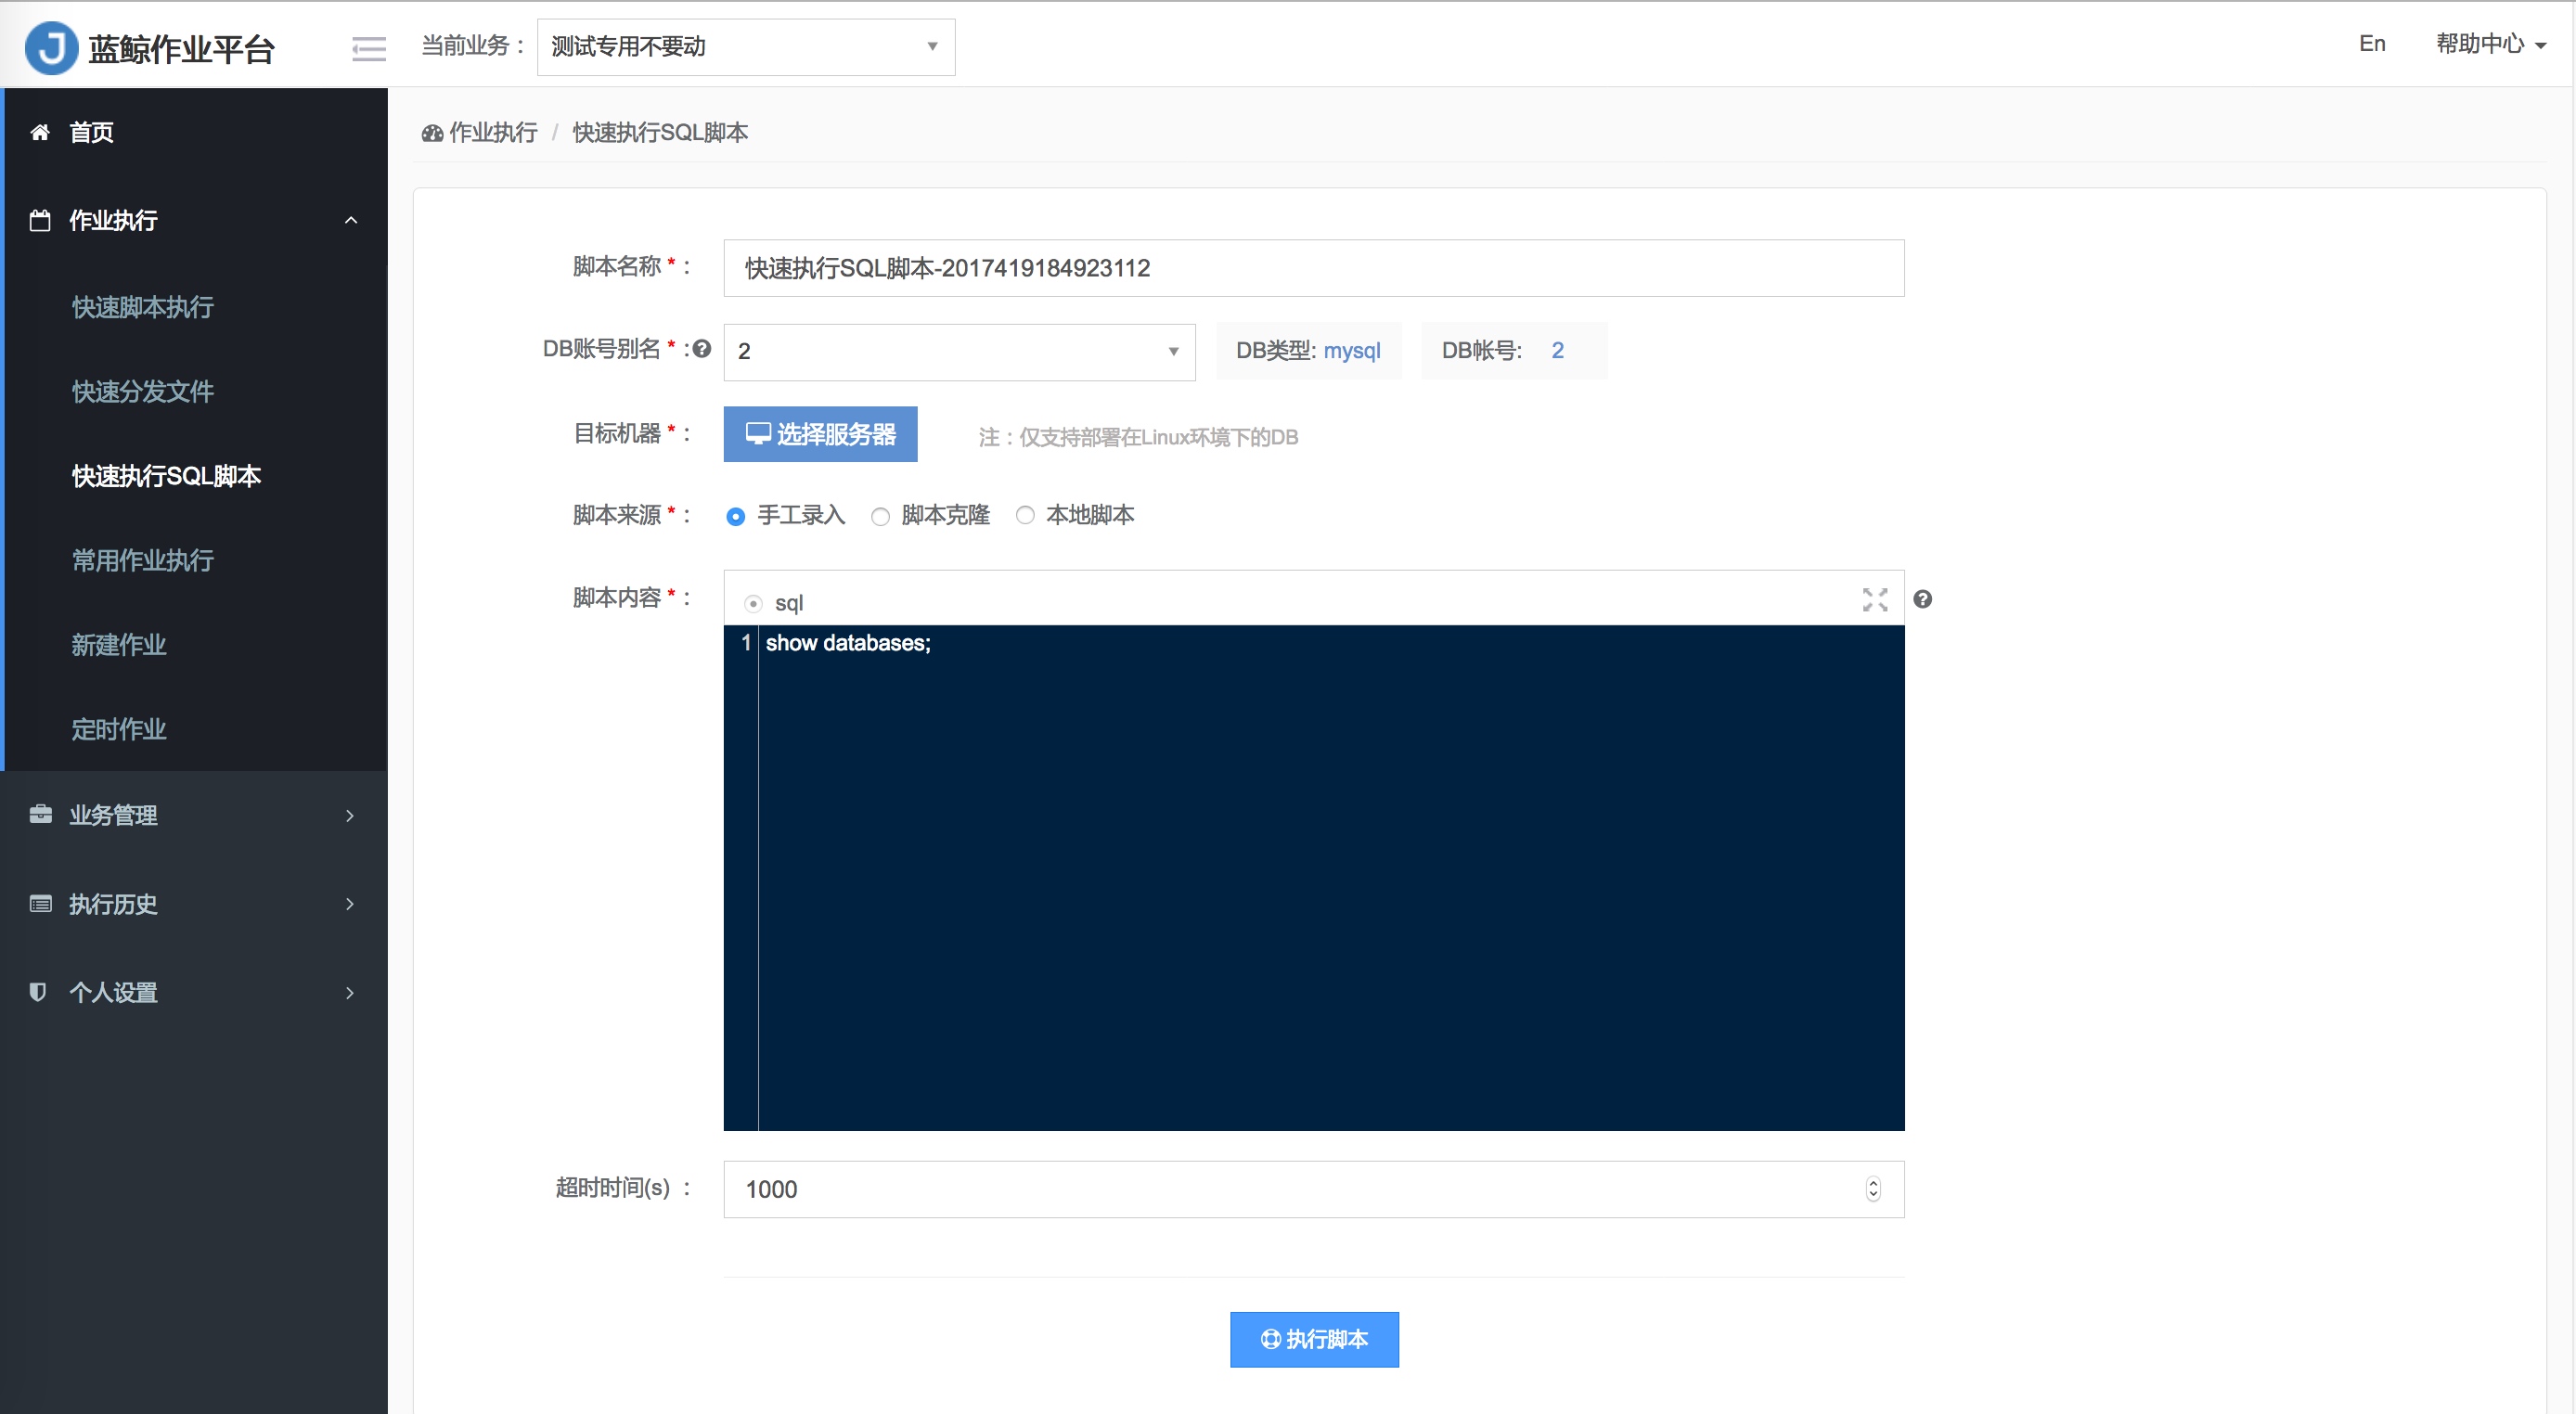 J 蓝鲸作业平台
当前业务： 测试专用不要动
En
帮助中心
首页
作业执行
快速脚本执行
快速分发文件
快速执行SQL脚本
常用作业执行
新建作业
定时作业
业务管理
执行历史
个人设置
作业执行 / 快速执行SQL脚本
脚本名称*： 快速执行SQL脚本-2017419184923112
DB账号别名*： 2 DB类型: mysql DB帐号: 2
目标机器*： 选择服务器 注：仅支持部署在Linux环境下的DB
脚本来源*： 手工录入 脚本克隆 本地脚本
脚本内容*： sql
1 show databases;
超时时间(s)： 1000
执行脚本